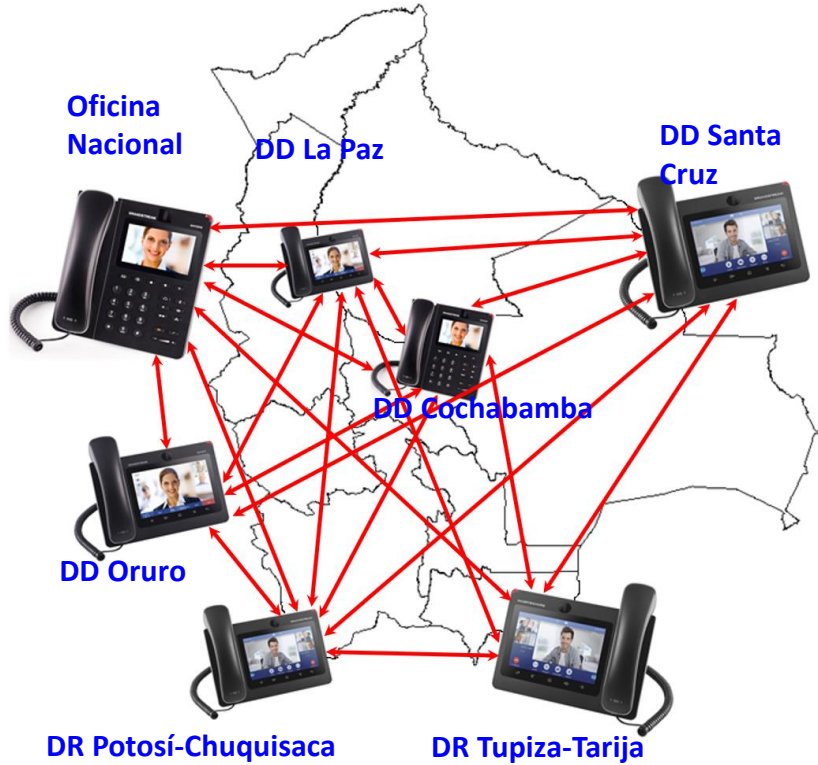 Oficina
Nacional
DD La Paz
DD Santa
Cruz
DD Cochabamba
DD Oruro
DR Potosí-Chuquisaca
DR Tupiza-Tarija